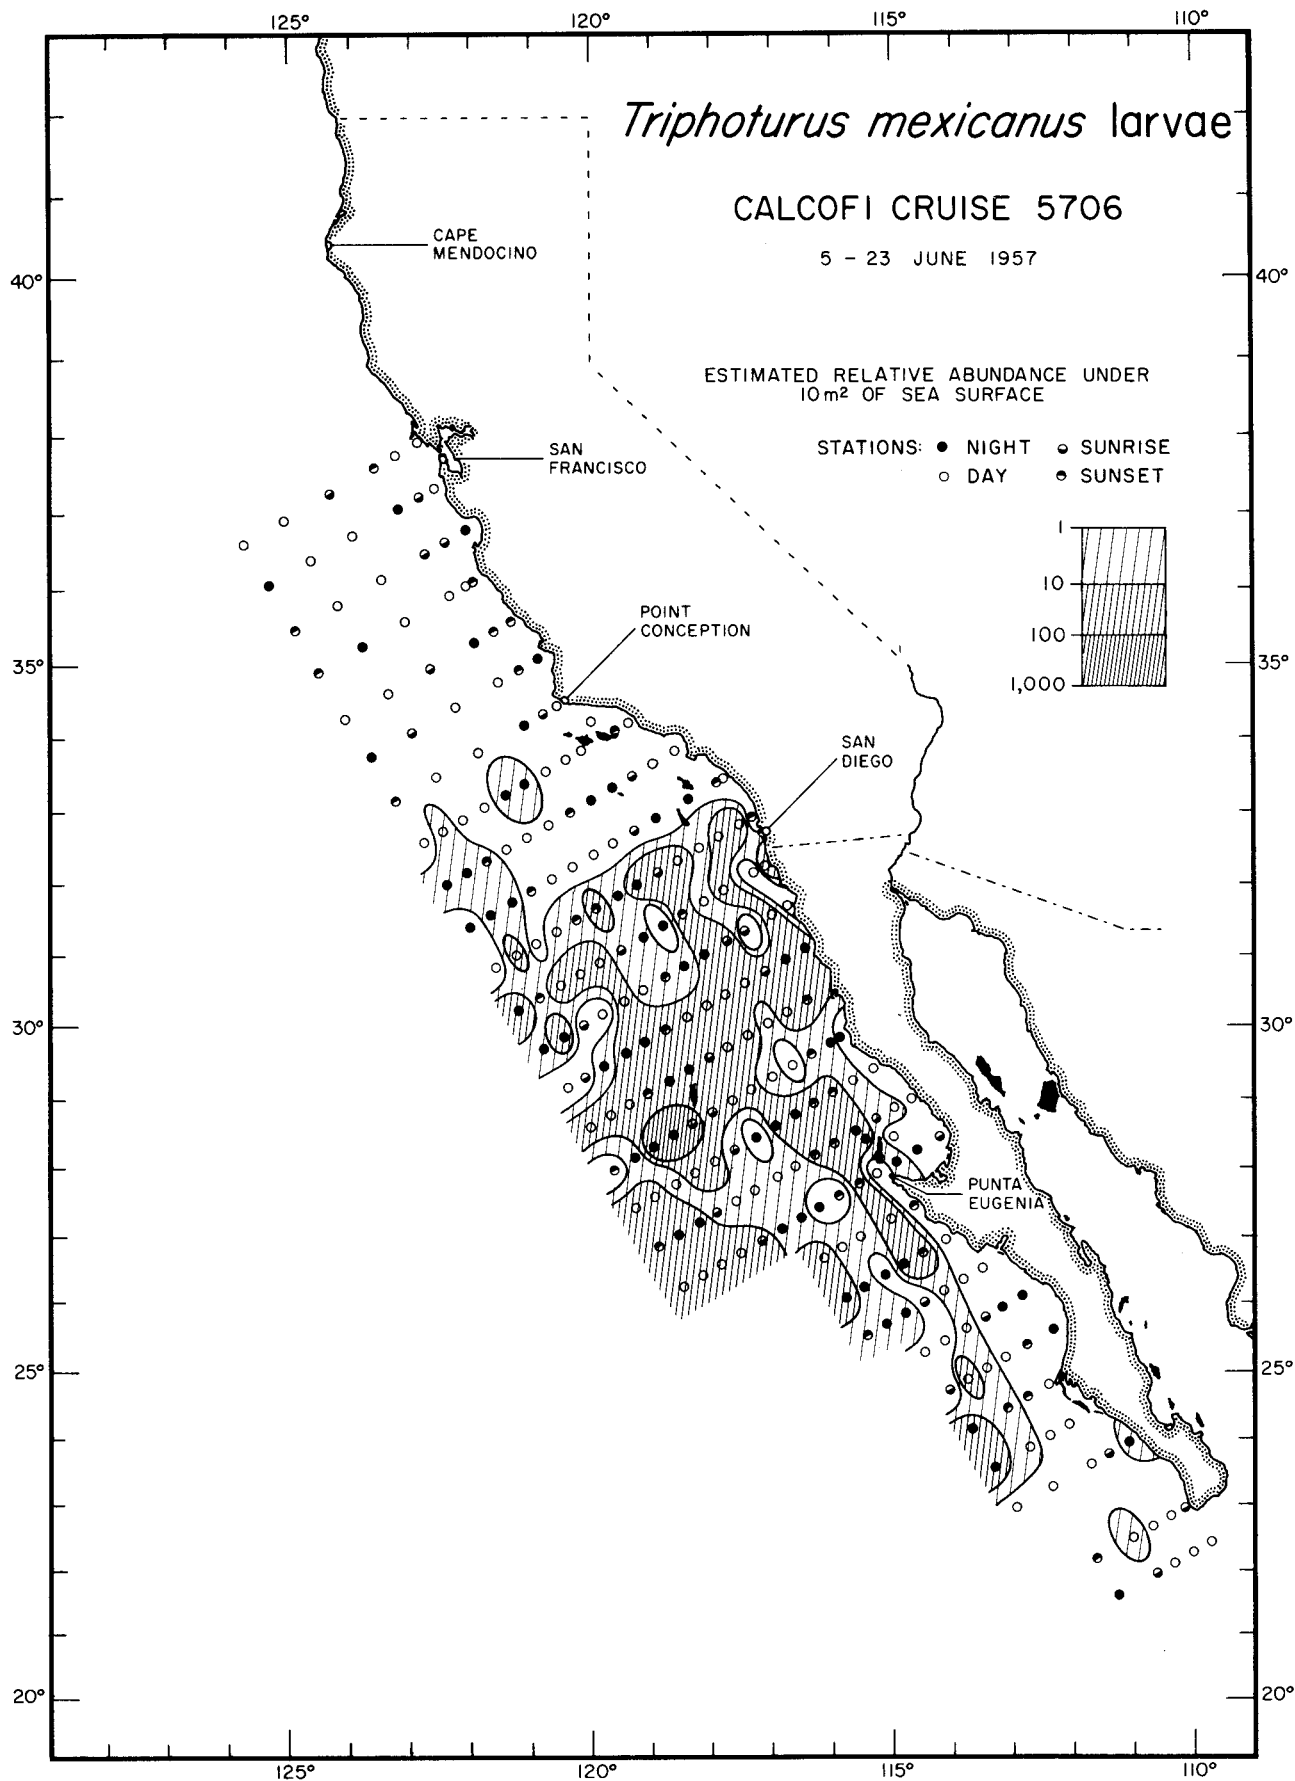 125° 120° 115° 110°
Triphoturus mexicanus larvae
CALCOFI CRUISE 5706
5 – 23 JUNE 1957
CAPE
MENDOCINO
40° 40°
ESTIMATED RELATIVE ABUNDANCE UNDER
10 m² OF SEA SURFACE
STATIONS: ● NIGHT ◒ SUNRISE
○ DAY ◓ SUNSET
SAN
FRANCISCO
1
10
100
1,000
POINT
CONCEPTION
35° 35°
SAN
DIEGO
30° 30°
PUNTA
EUGENIA
25° 25°
20° 20°
125° 120° 115° 110°